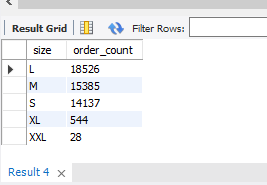 Result Grid Filter Rows:
size order_count
L 18526
M 15385
S 14137
XL 544
XXL 28
Result 4 ×